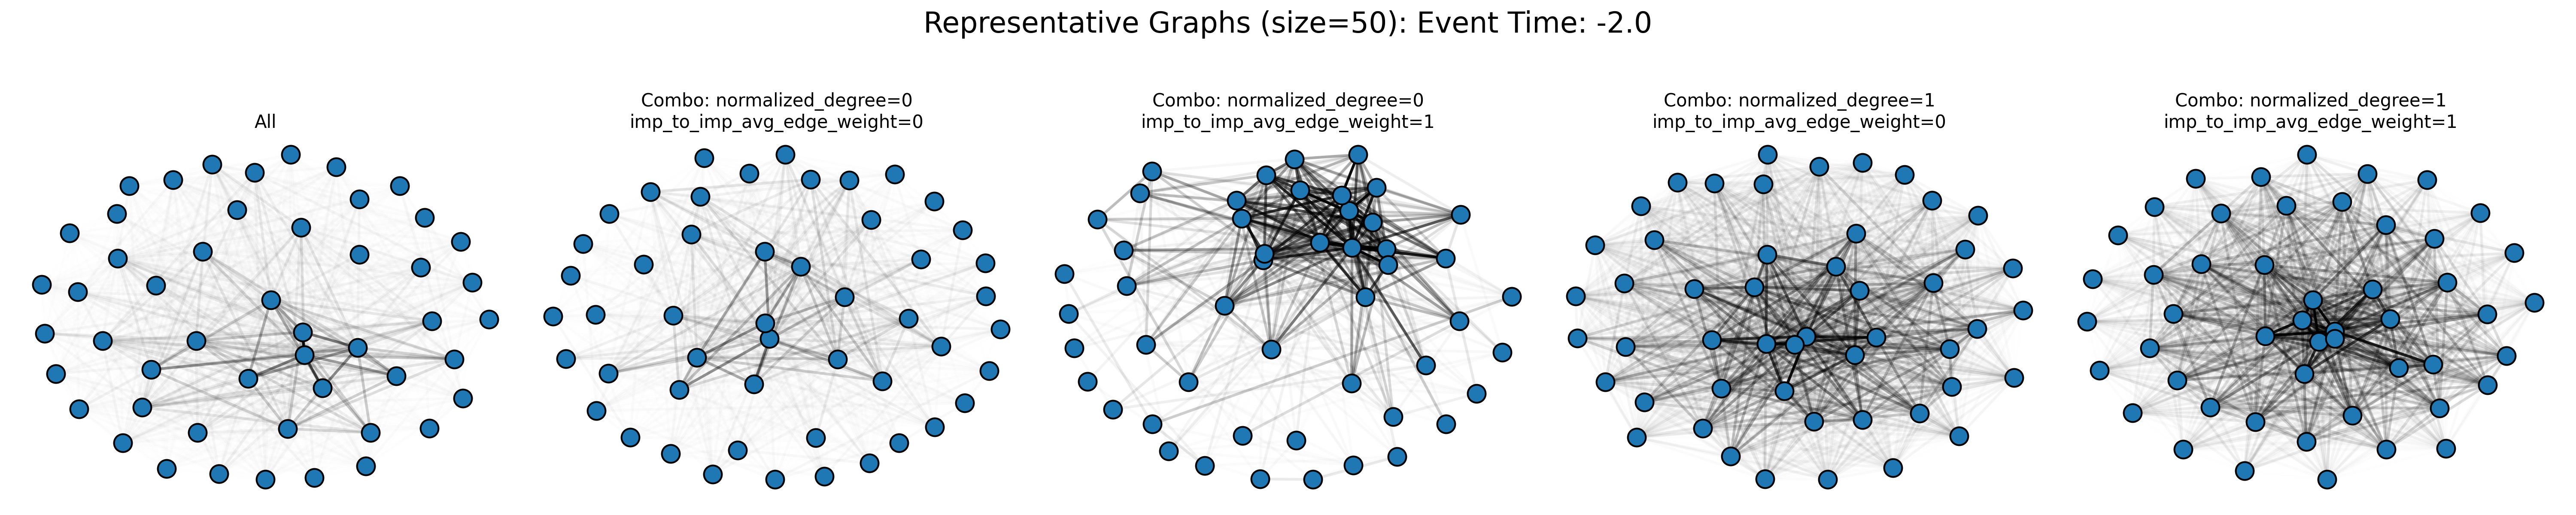 Representative Graphs (size=50): Event Time: -2.0
All
Combo: normalized_degree=0
imp_to_imp_avg_edge_weight=0
Combo: normalized_degree=0
imp_to_imp_avg_edge_weight=1
Combo: normalized_degree=1
imp_to_imp_avg_edge_weight=0
Combo: normalized_degree=1
imp_to_imp_avg_edge_weight=1